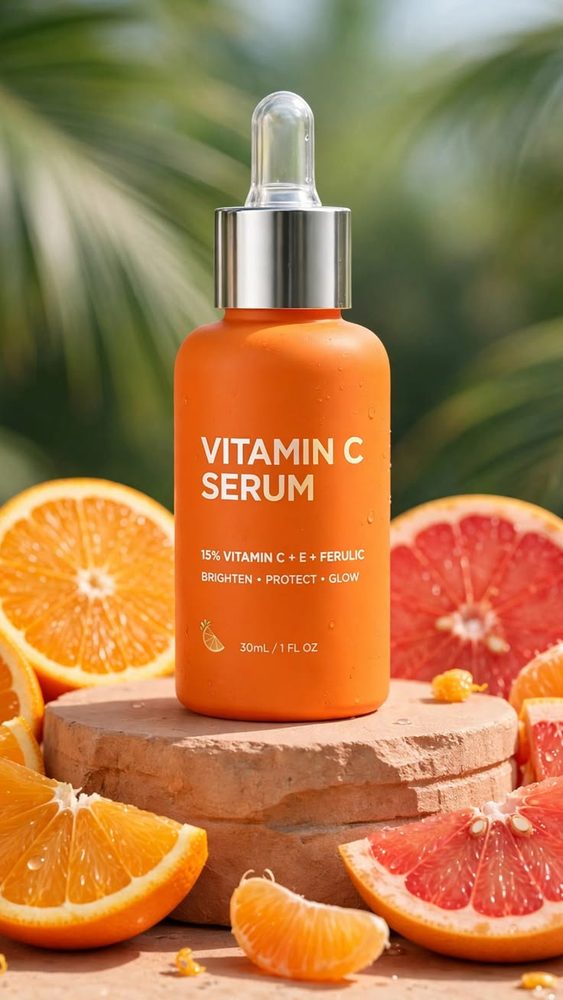 VITAMIN C
SERUM
15% VITAMIN C + E + FERULIC
BRIGHTEN • PROTECT • GLOW
30mL / 1 FL OZ